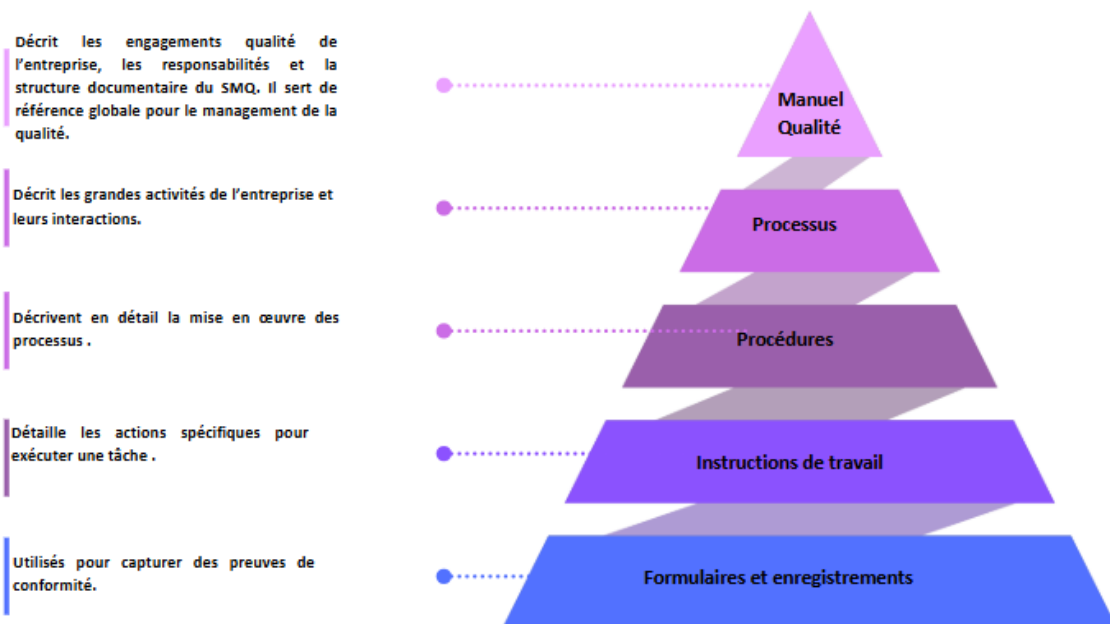 Décrit les engagements qualité de
l’entreprise, les responsabilités et la
structure documentaire du SMQ. Il sert de
référence globale pour le management de la
qualité.
Manuel
Qualité
Décrit les grandes activités de l’entreprise et
leurs interactions.
Processus
Décrivent en détail la mise en œuvre des
processus .
Procédures
Détaille les actions spécifiques pour
exécuter une tâche .
Instructions de travail
Utilisés pour capturer des preuves de
conformité.
Formulaires et enregistrements